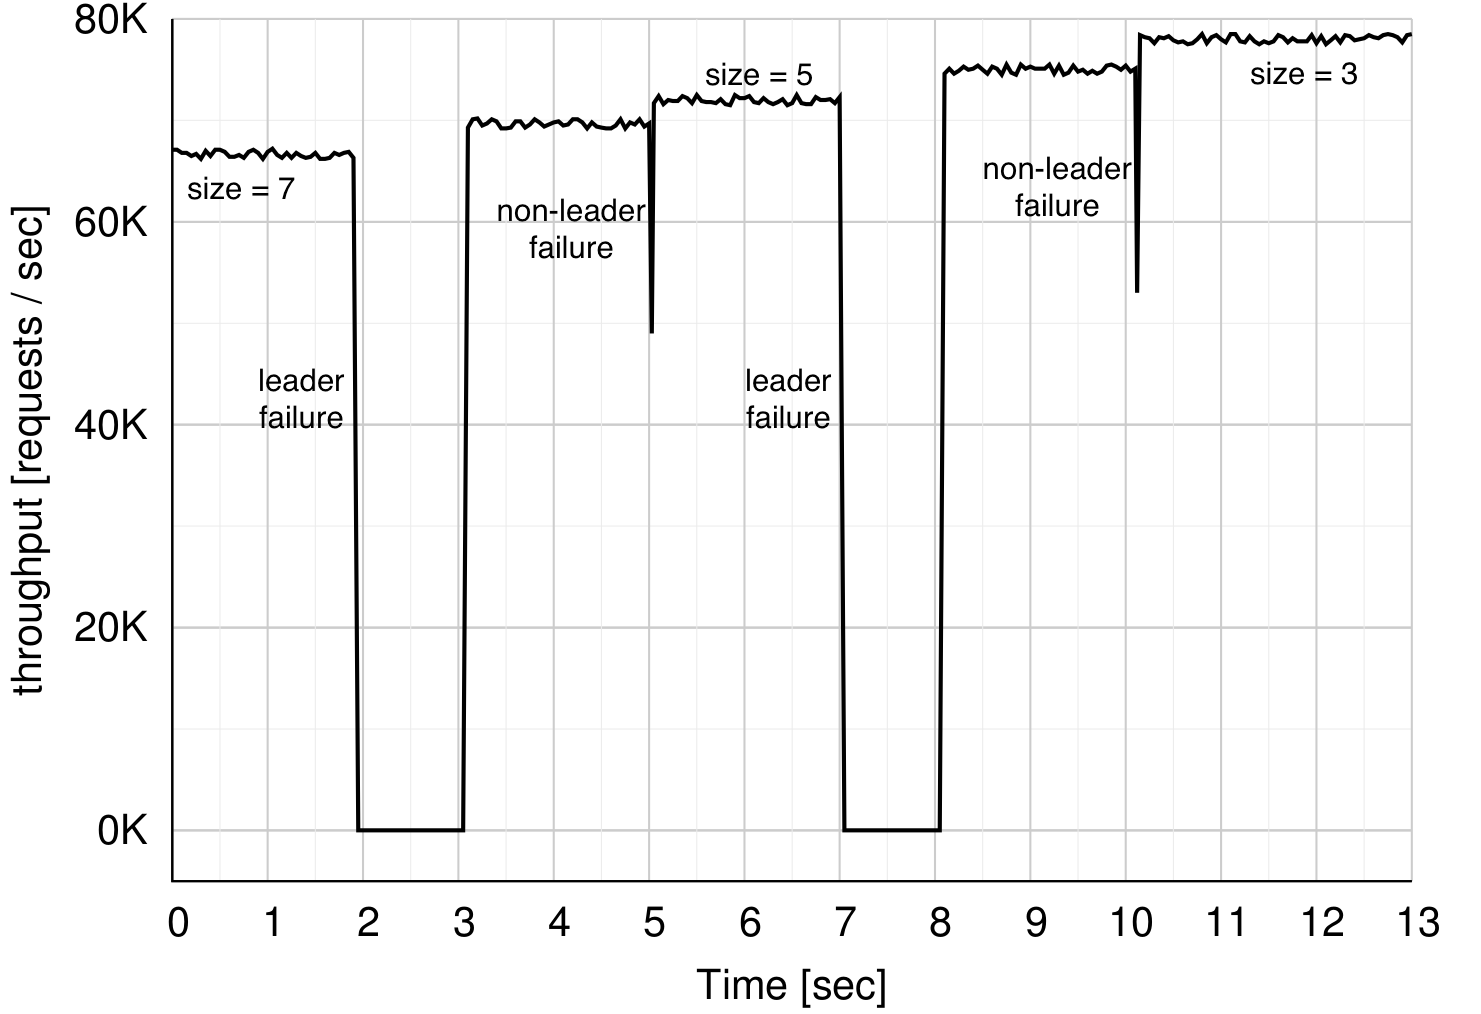 80K
60K
40K
20K
0K
throughput [requests / sec]
size = 7
leader
failure
non-leader
failure
size = 5
leader
failure
non-leader
failure
size = 3
0 1 2 3 4 5 6 7 8 9 10 11 12 13
Time [sec]